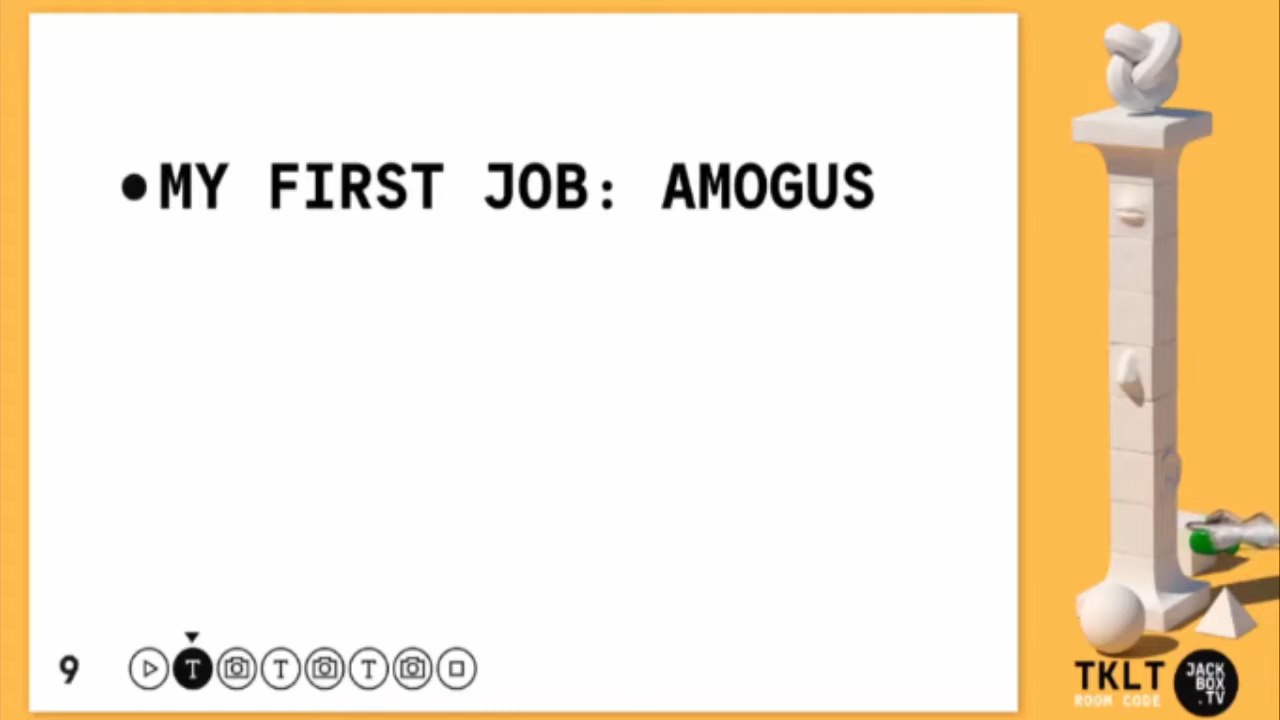 •MY FIRST JOB: AMOGUS
9
T
T
T
TKLT
ROOM CODE
JACK
BOX
.TV